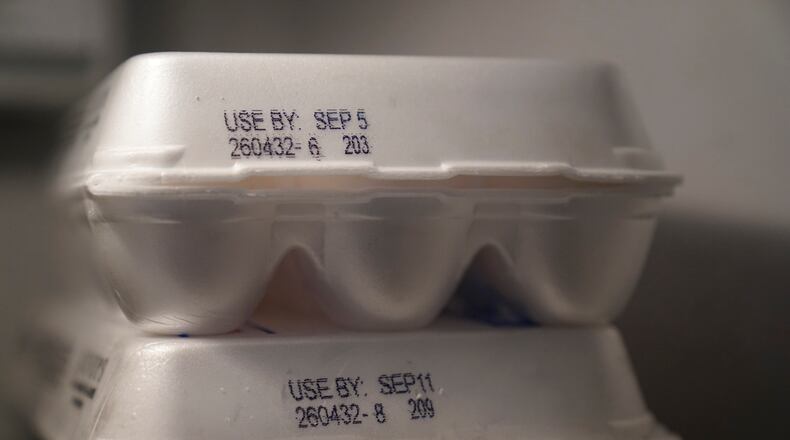 USE BY: SEP 5
260432- 6 203
USE BY: SEP11
260432- 8 209